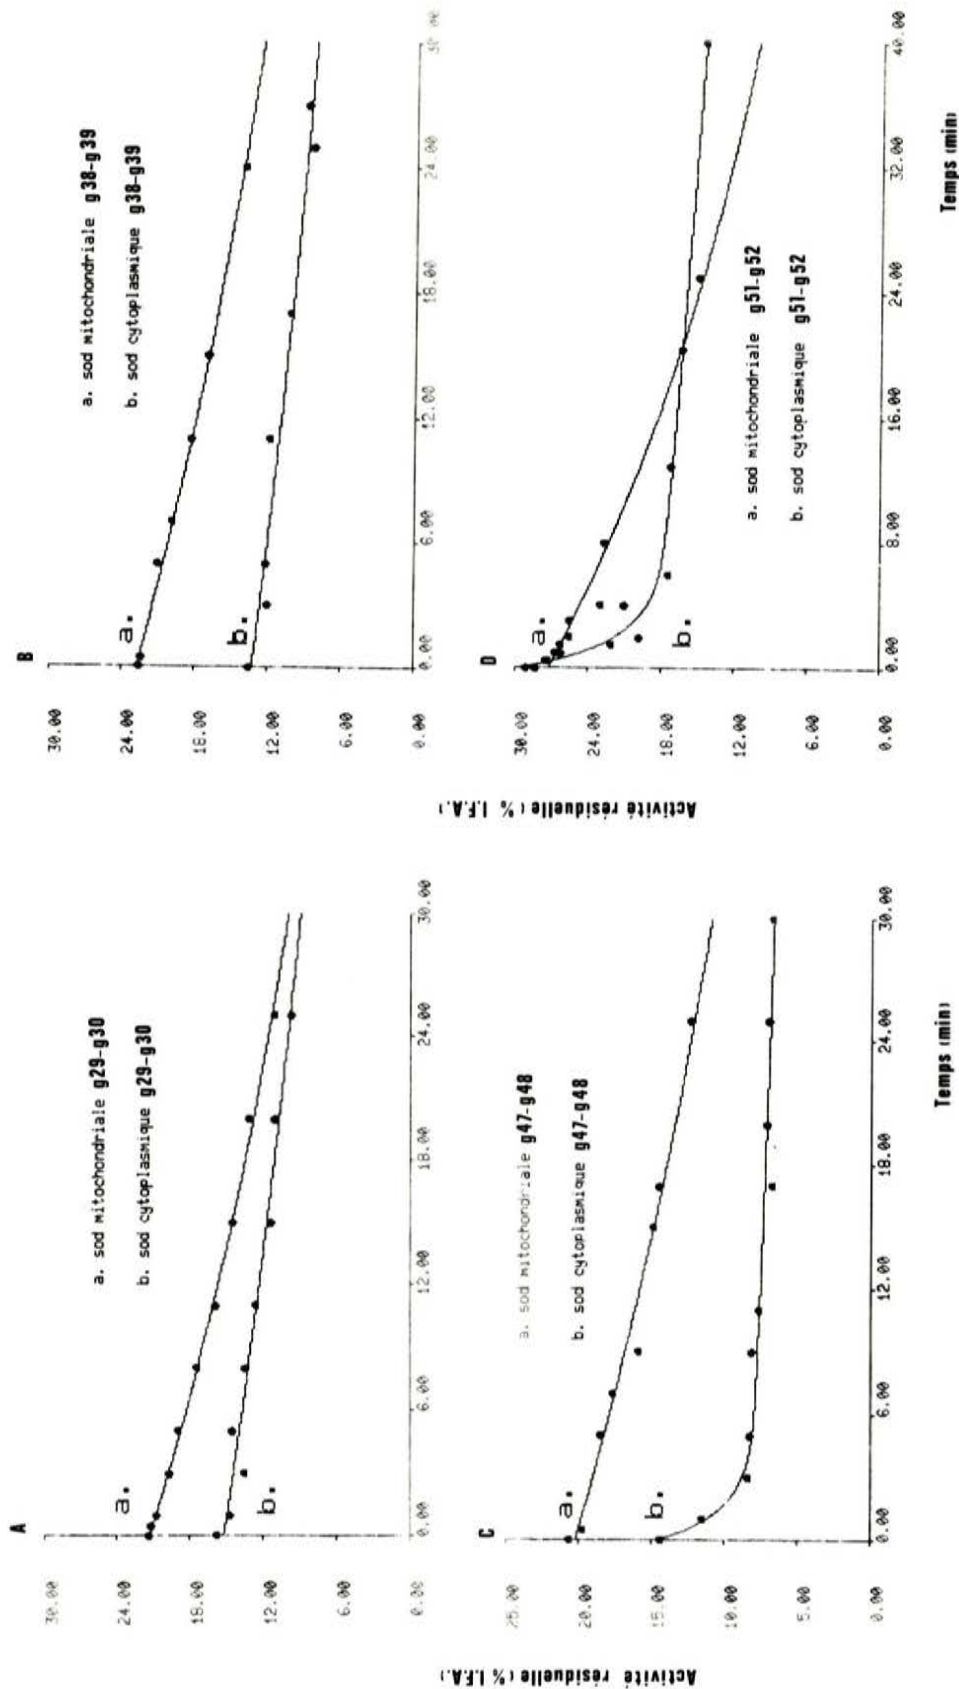 A
30.00
24.00
18.00
12.00
6.00
0.00
a.
b.
a. sod mitochondriale g29-g30
b. sod cytoplasmique g29-g30
0.00
6.00
12.00
18.00
24.00
30.00
B
30.00
24.00
18.00
12.00
6.00
0.00
a.
b.
a. sod mitochondriale g38-g39
b. sod cytoplasmique g38-g39
0.00
6.00
12.00
18.00
24.00
30.00
Activité résiduelle (% I.F.A.)
C
25.00
20.00
15.00
10.00
5.00
0.00
a.
b.
a. sod mitochondriale g47-g48
b. sod cytoplasmique g47-g48
0.00
6.00
12.00
18.00
24.00
30.00
Temps (min)
Activité résiduelle (% I.F.A.)
D
30.00
24.00
18.00
12.00
6.00
0.00
a.
b.
a. sod mitochondriale g51-g52
b. sod cytoplasmique g51-g52
0.00
8.00
16.00
24.00
32.00
40.00
Temps (min)